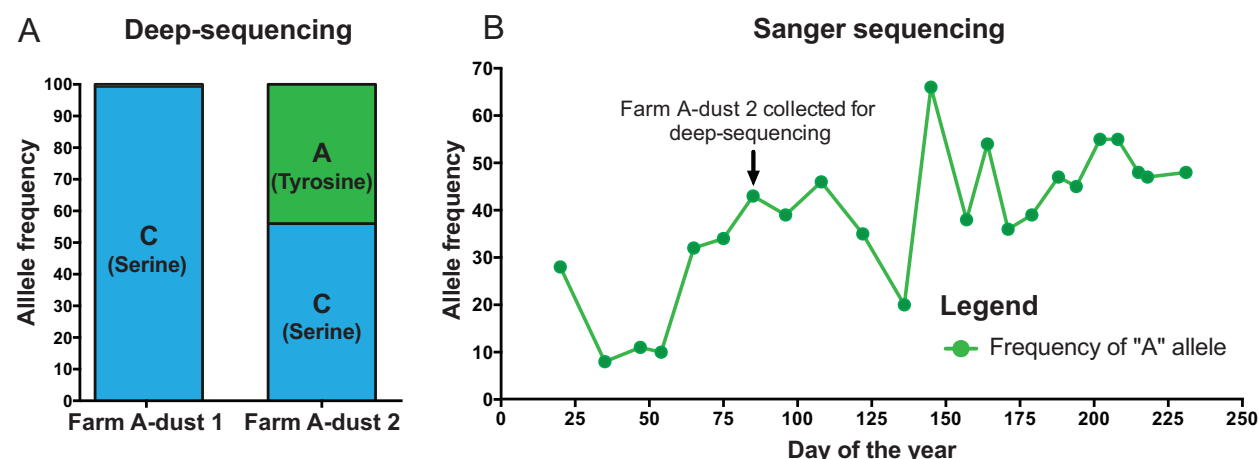 A
Deep-sequencing
Allele frequency
100
90
80
70
60
50
40
30
20
10
0
C
(Serine)
A
(Tyrosine)
C
(Serine)
Farm A-dust 1
Farm A-dust 2
B
Sanger sequencing
Allele frequency
70
60
50
40
30
20
10
0
Farm A-dust 2 collected for
deep-sequencing
Legend
Frequency of "A" allele
0
25
50
75
100
125
150
175
200
225
250
Day of the year